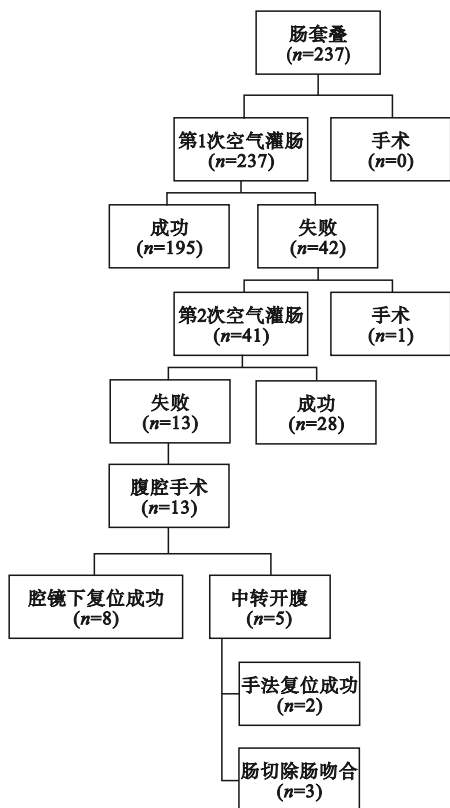 肠套叠
(n=237)
第1次空气灌肠
(n=237)
手术
(n=0)
成功
(n=195)
失败
(n=42)
第2次空气灌肠
(n=41)
手术
(n=1)
失败
(n=13)
成功
(n=28)
腹腔手术
(n=13)
腔镜下复位成功
(n=8)
中转开腹
(n=5)
手法复位成功
(n=2)
肠切除肠吻合
(n=3)